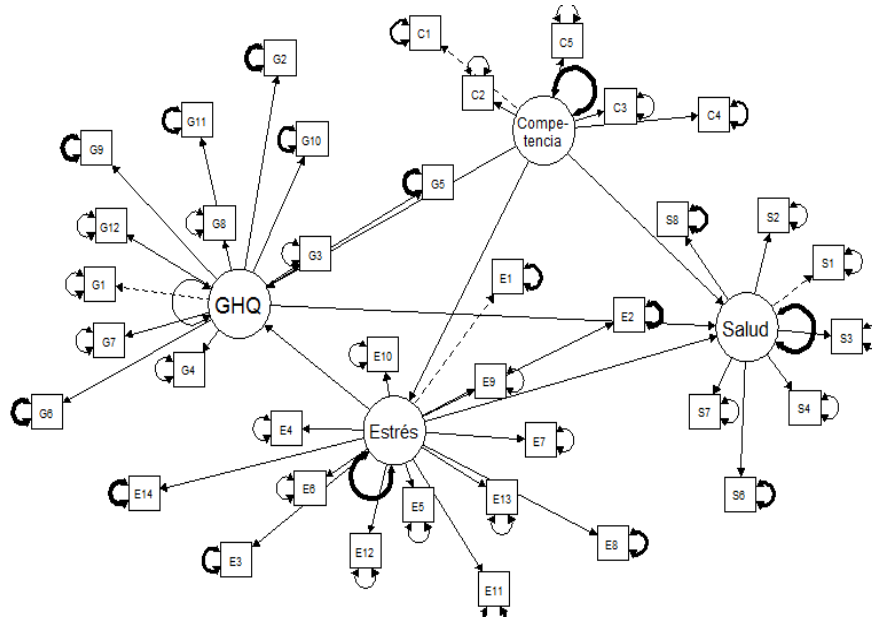 C1
C5
G2
C2
C3
C4
G11
G10
G9
Compe-
tencia
G5
S8
S2
G12
G8
G3
S1
G1
E1
GHQ
E2
Salud
S3
G7
G4
E10
E9
G6
E4
Estrés
E7
S7
S4
E14
E6
E5
E13
S6
E3
E12
E8
E11